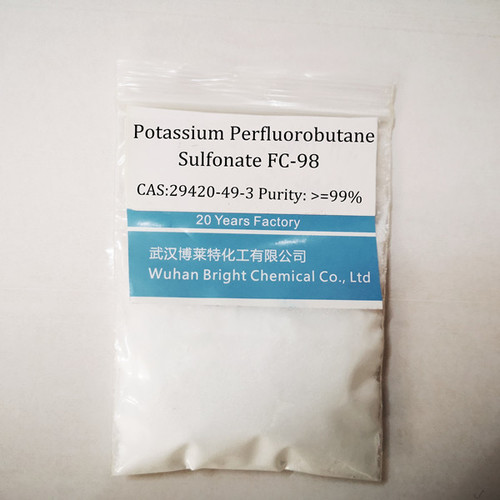 Potassium Perfluorobutane
Sulfonate FC-98
CAS:29420-49-3 Purity: >=99%
20 Years Factory
武汉博莱特化工有限公司
Wuhan Bright Chemical Co., Ltd